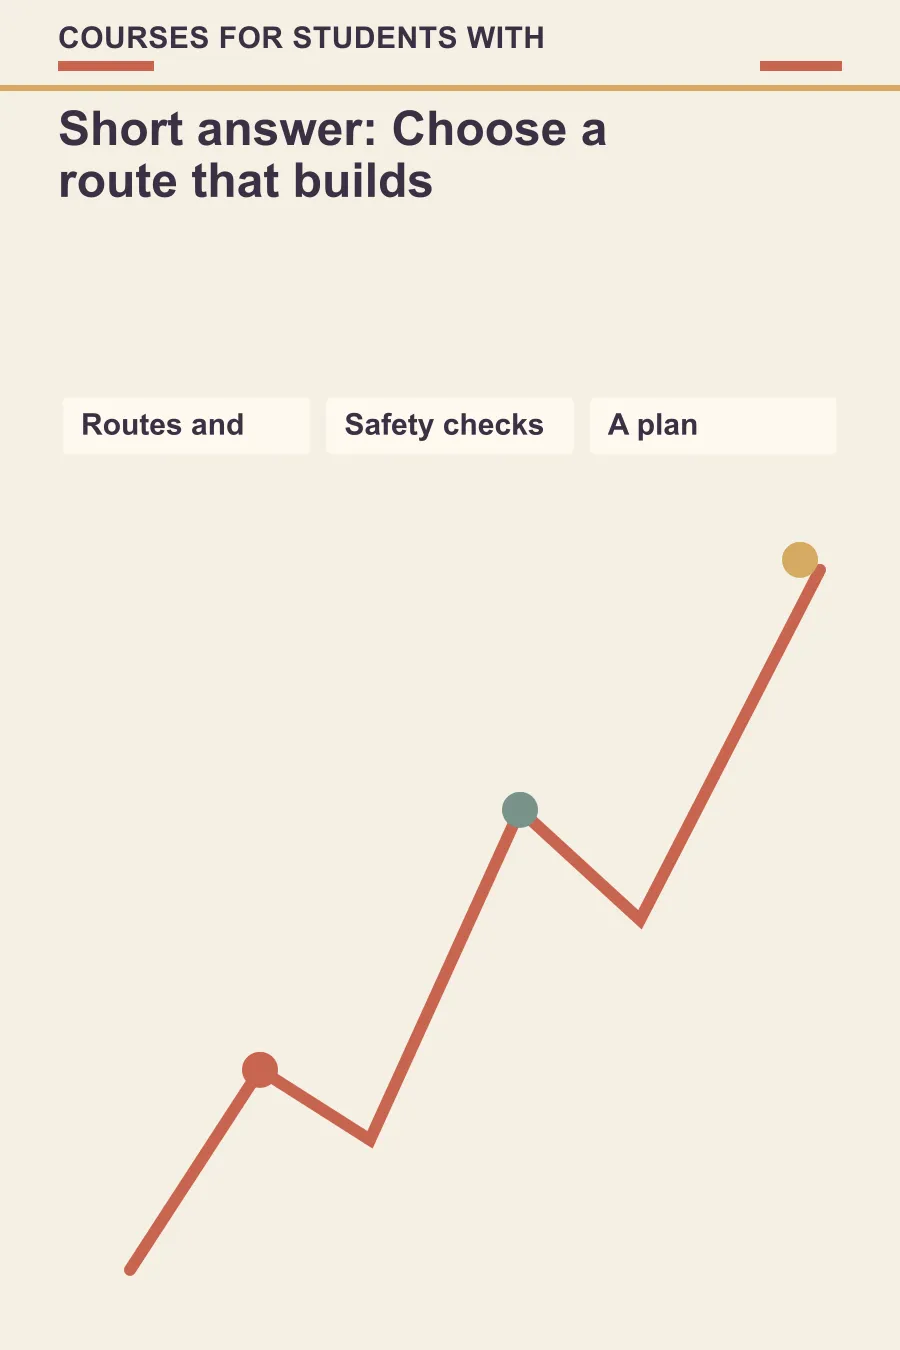 COURSES FOR STUDENTS WITH
Short answer: Choose a
route that builds
Routes and
Safety checks
A plan